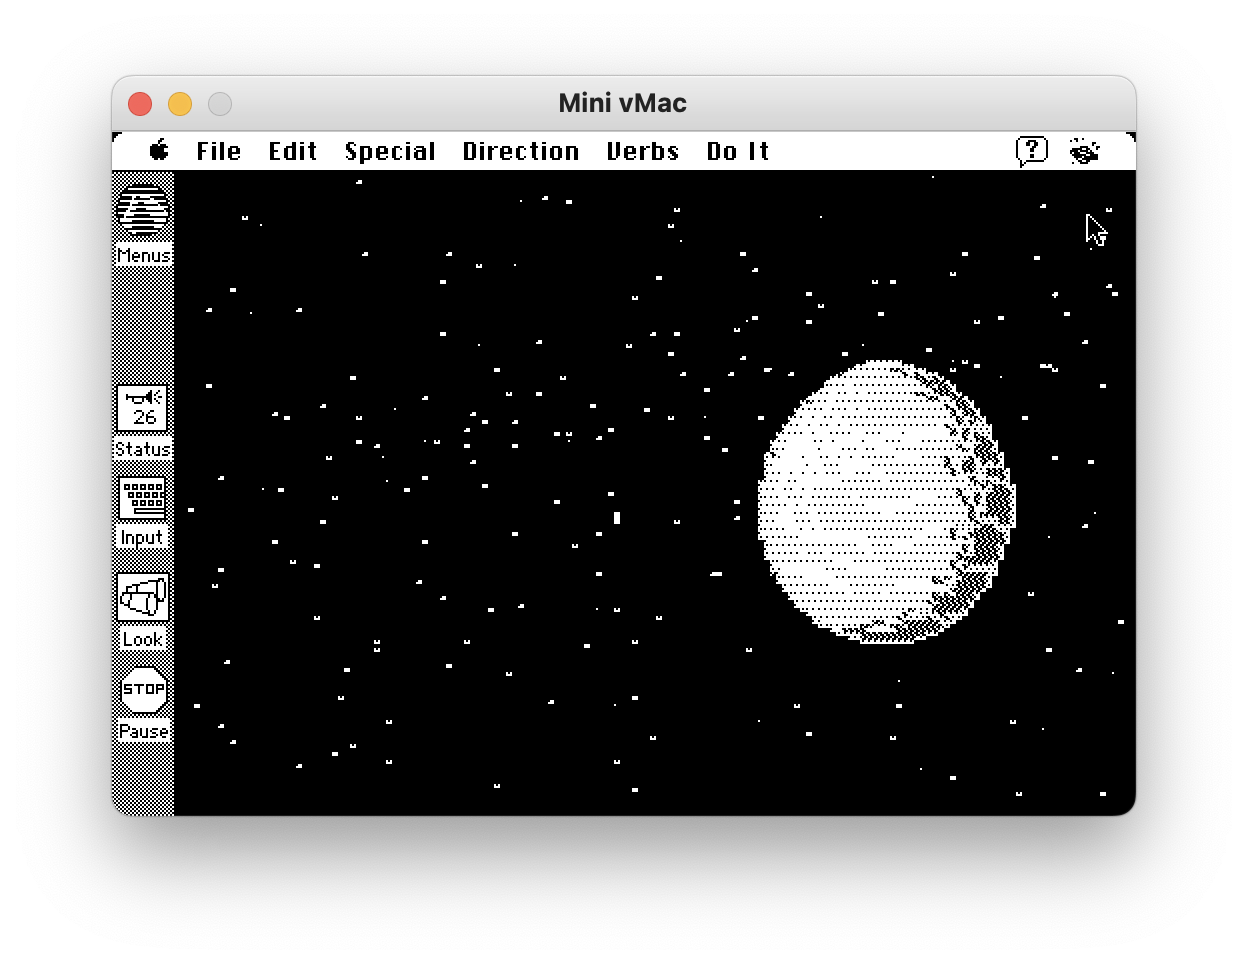 Mini vMac
File Edit Special Direction Verbs Do It ?
Menus
26
Status
Input
Look
STOP
Pause